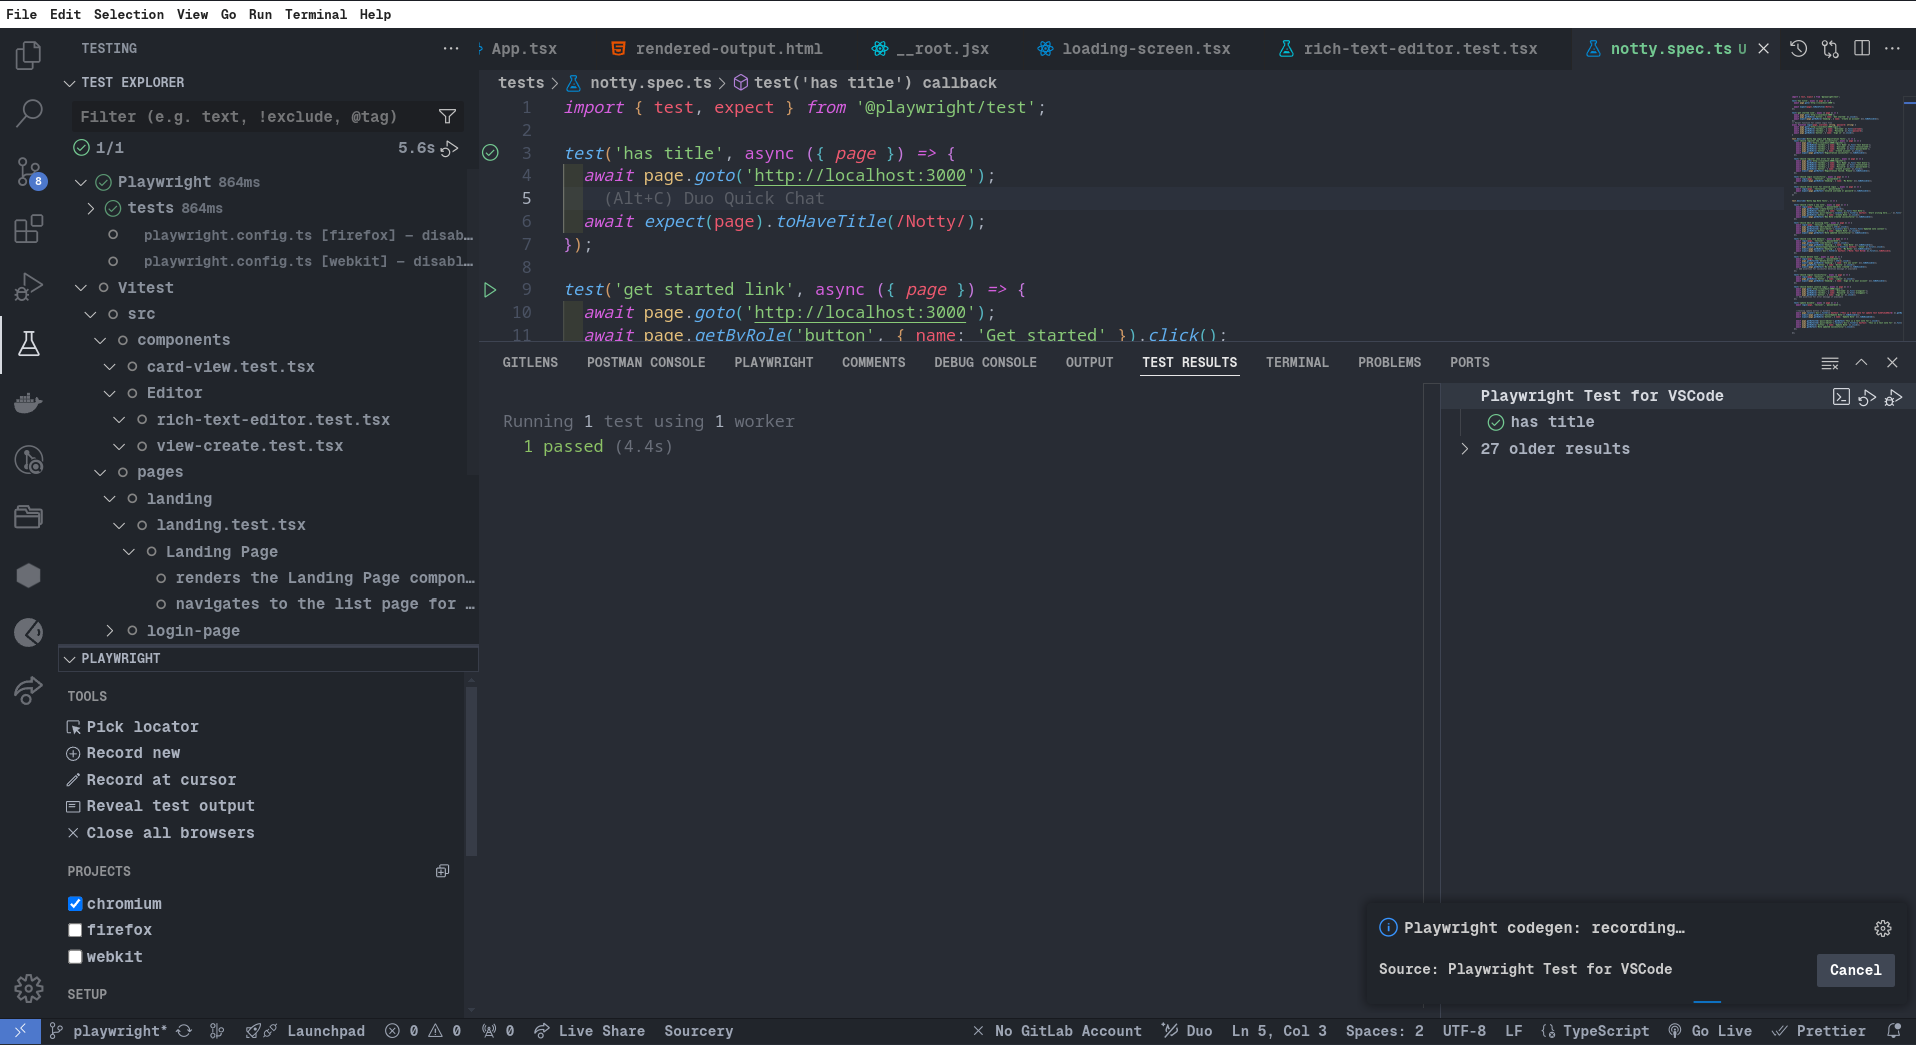 File Edit Selection View Go Run Terminal Help
TESTING
TEST EXPLORER
Filter (e.g. text, !exclude, @tag)
1/1 5.6s
8
Playwright 864ms
tests 864ms
playwright.config.ts [firefox] — disab…
playwright.config.ts [webkit] — disabl…
Vitest
src
components
card-view.test.tsx
Editor
rich-text-editor.test.tsx
view-create.test.tsx
pages
landing
landing.test.tsx
Landing Page
renders the Landing Page compon…
navigates to the list page for …
login-page
PLAYWRIGHT
TOOLS
Pick locator
Record new
Record at cursor
Reveal test output
Close all browsers
PROJECTS
chromium
firefox
webkit
SETUP
App.tsx rendered-output.html __root.jsx loading-screen.tsx rich-text-editor.test.tsx notty.spec.ts U
tests > notty.spec.ts > test('has title') callback
1 import { test, expect } from '@playwright/test';
2
3 test('has title', async ({ page }) => {
4 await page.goto('http://localhost:3000');
5 (Alt+C) Duo Quick Chat
6 await expect(page).toHaveTitle(/Notty/);
7 });
8
9 test('get started link', async ({ page }) => {
10 await page.goto('http://localhost:3000');
11 await page.getByRole('button', { name: 'Get started' }).click();
GITLENS POSTMAN CONSOLE PLAYWRIGHT COMMENTS DEBUG CONSOLE OUTPUT TEST RESULTS TERMINAL PROBLEMS PORTS
Running 1 test using 1 worker
1 passed (4.4s)
Playwright Test for VSCode
has title
27 older results
Playwright codegen: recording…
Source: Playwright Test for VSCode
Cancel
playwright* Launchpad 0 0 0 Live Share Sourcery No GitLab Account Duo Ln 5, Col 3 Spaces: 2 UTF-8 LF TypeScript Go Live Prettier